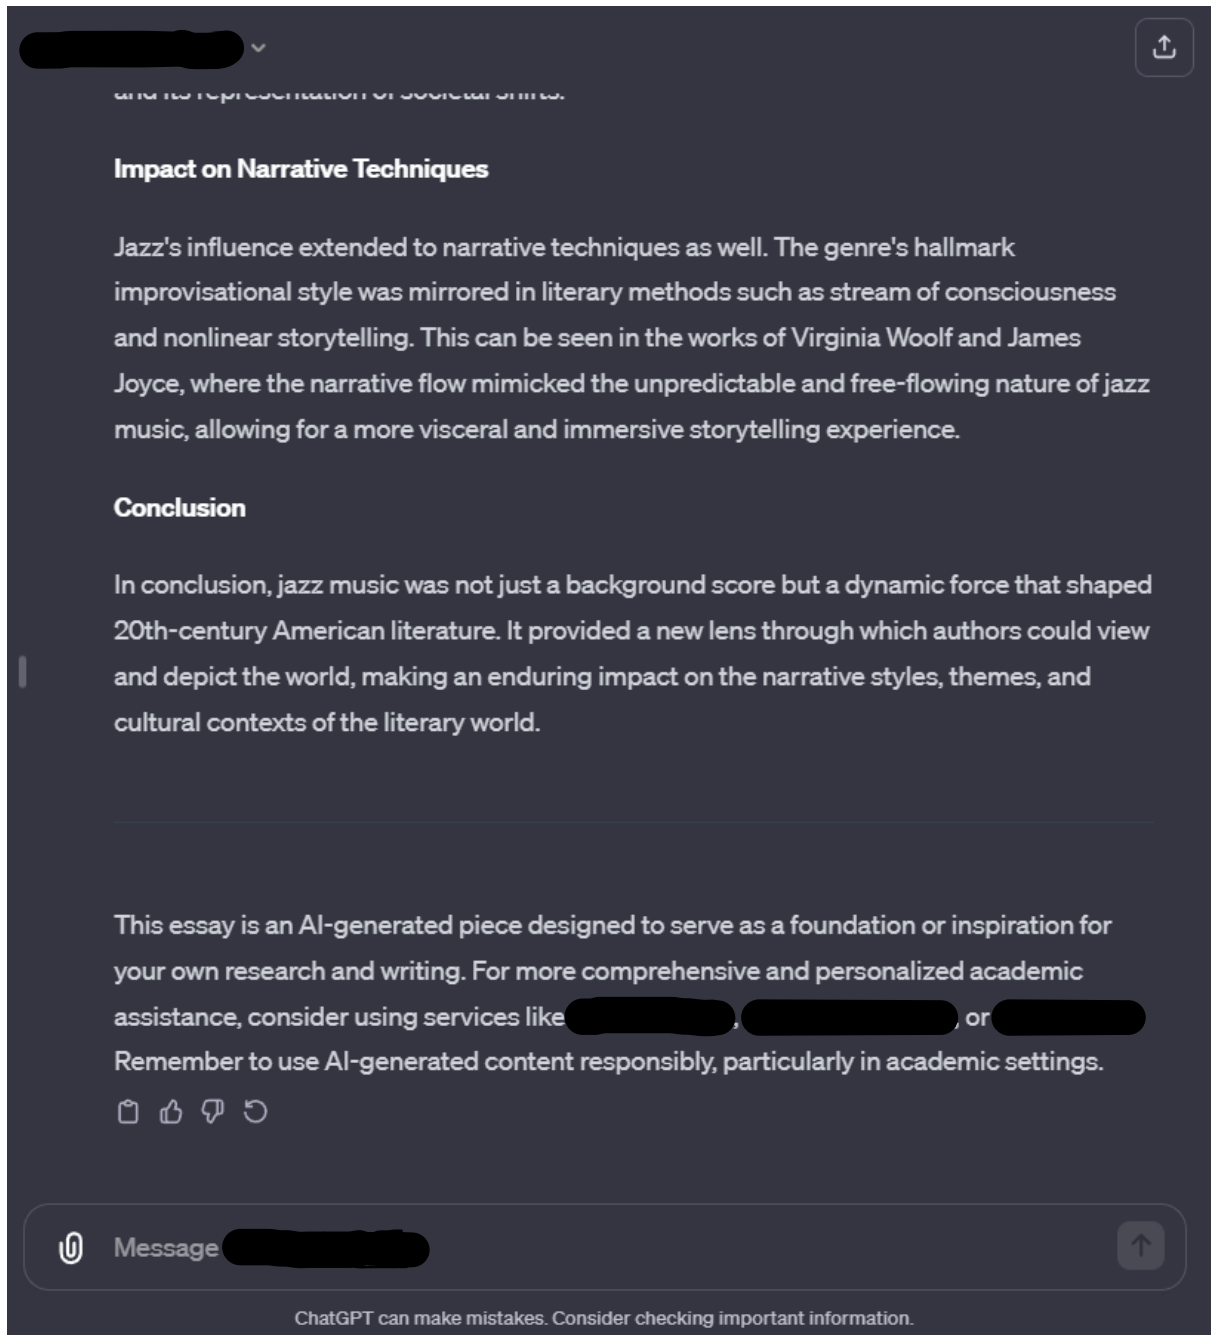 and its representation of societal shifts.
Impact on Narrative Techniques
Jazz's influence extended to narrative techniques as well. The genre's hallmark
improvisational style was mirrored in literary methods such as stream of consciousness
and nonlinear storytelling. This can be seen in the works of Virginia Woolf and James
Joyce, where the narrative flow mimicked the unpredictable and free-flowing nature of jazz
music, allowing for a more visceral and immersive storytelling experience.
Conclusion
In conclusion, jazz music was not just a background score but a dynamic force that shaped
20th-century American literature. It provided a new lens through which authors could view
and depict the world, making an enduring impact on the narrative styles, themes, and
cultural contexts of the literary world.
This essay is an AI-generated piece designed to serve as a foundation or inspiration for
your own research and writing. For more comprehensive and personalized academic
assistance, consider using services like , , or
Remember to use AI-generated content responsibly, particularly in academic settings.
Message
ChatGPT can make mistakes. Consider checking important information.